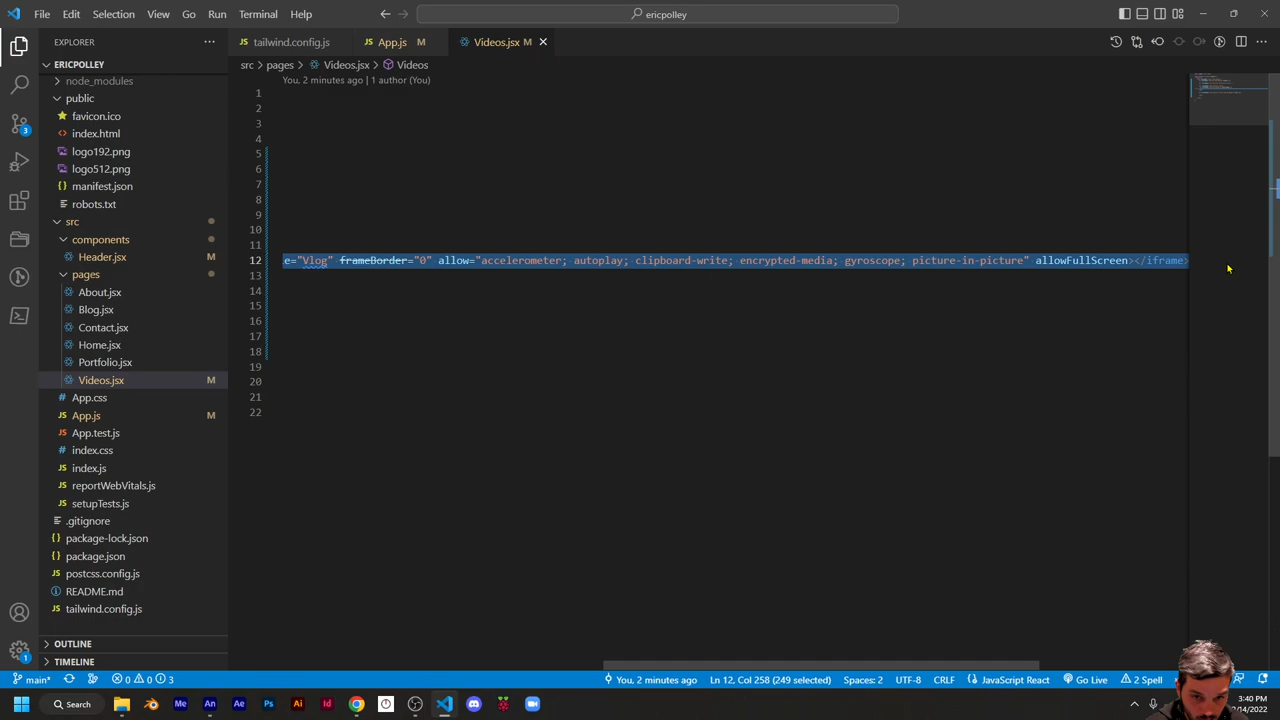 File Edit Selection View Go Run Terminal Help
ericpolley
EXPLORER
tailwind.config.js
App.js M
Videos.jsx M
ERICPOLLEY
src > pages > Videos.jsx > Videos
You, 2 minutes ago | 1 author (You)
node_modules
public
favicon.ico
index.html
logo192.png
logo512.png
manifest.json
robots.txt
src
components
Header.jsx
pages
About.jsx
Blog.jsx
Contact.jsx
Home.jsx
Portfolio.jsx
Videos.jsx M
App.css
App.js M
App.test.js
index.css
index.js
reportWebVitals.js
setupTests.js
.gitignore
package-lock.json
package.json
postcss.config.js
README.md
tailwind.config.js
OUTLINE
TIMELINE
1
2
3
4
5
6
7
8
9
10
11
12 e="Vlog" frameBorder="0" allow="accelerometer; autoplay; clipboard-write; encrypted-media; gyroscope; picture-in-picture" allowFullScreen></iframe>
13
14
15
16
17
18
19
20
21
22
3
1
main* 0 0 3 You, 2 minutes ago Ln 12, Col 258 (249 selected) Spaces: 2 UTF-8 CRLF JavaScript React Go Live 2 Spell
Search
3:40 PM
/14/2022